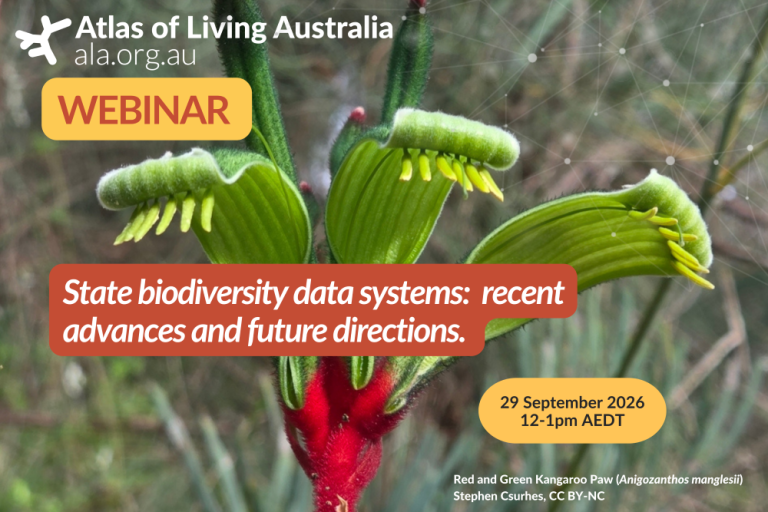 Atlas of Living Australia
ala.org.au
WEBINAR
State biodiversity data systems: recent
advances and future directions.
29 September 2026
12-1pm AEDT
Red and Green Kangaroo Paw (Anigozanthos manglesii)
Stephen Csurhes, CC BY-NC